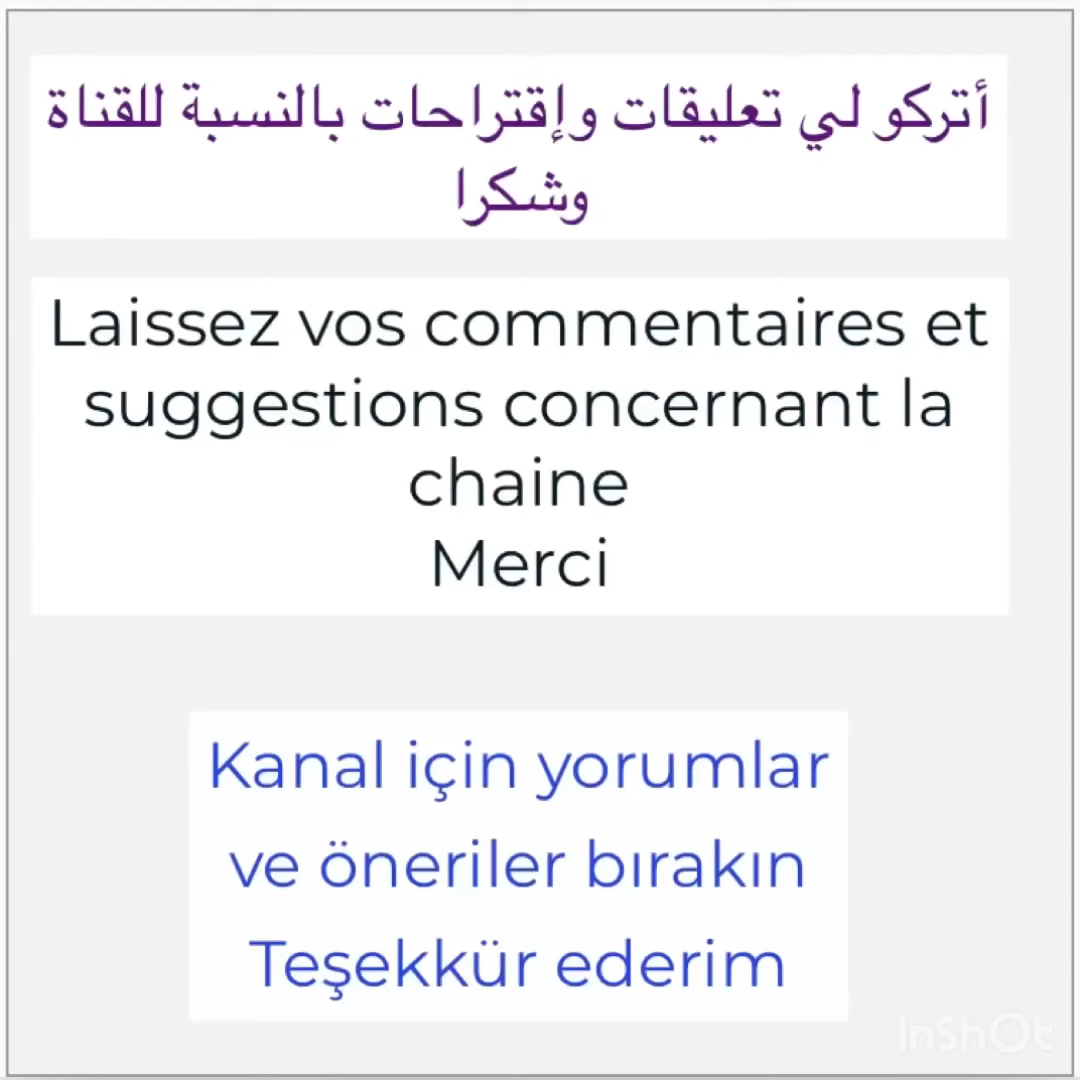 أتركو لي تعليقات وإقتراحات بالنسبة للقناة
وشكرا
Laissez vos commentaires et
suggestions concernant la
chaine
Merci
Kanal için yorumlar
ve öneriler bırakın
Teşekkür ederim
InShOt